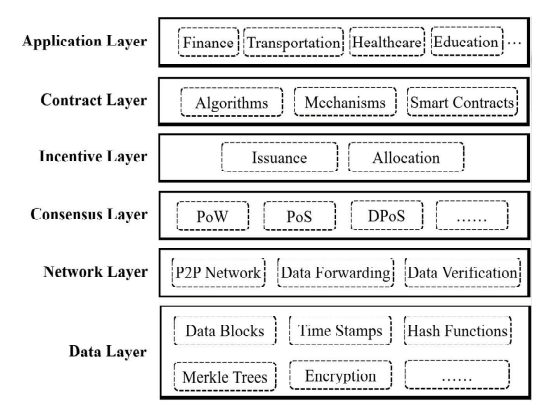 Application Layer Finance Transportation Healthcare Education ...
Contract Layer Algorithms Mechanisms Smart Contracts
Incentive Layer Issuance Allocation
Consensus Layer PoW PoS DPoS ......
Network Layer P2P Network Data Forwarding Data Verification
Data Blocks Time Stamps Hash Functions
Data Layer
Merkle Trees Encryption ......